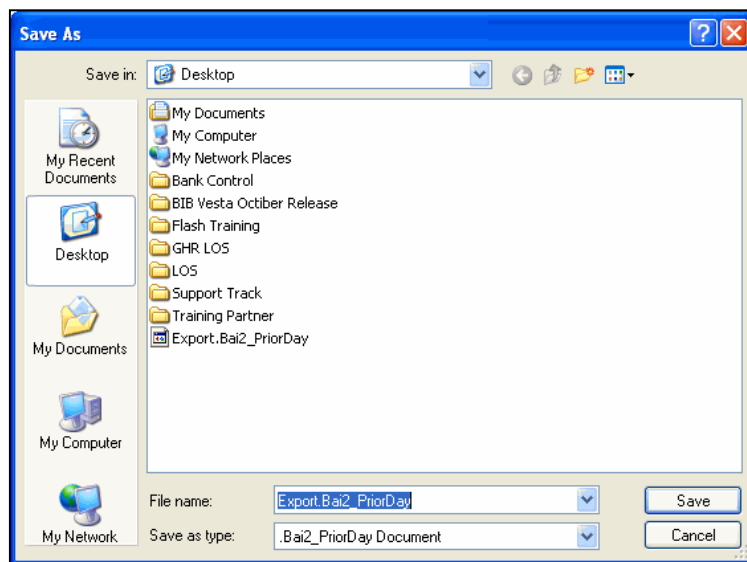 Save As
Save in: Desktop
My Recent
Documents
Desktop
My Documents
My Computer
My Network
My Documents
My Computer
My Network Places
Bank Control
BIB Vesta Octiber Release
Flash Training
GHR LOS
LOS
Support Track
Training Partner
Export.Bai2_PriorDay
File name: Export.Bai2_PriorDay Save
Save as type: .Bai2_PriorDay Document Cancel